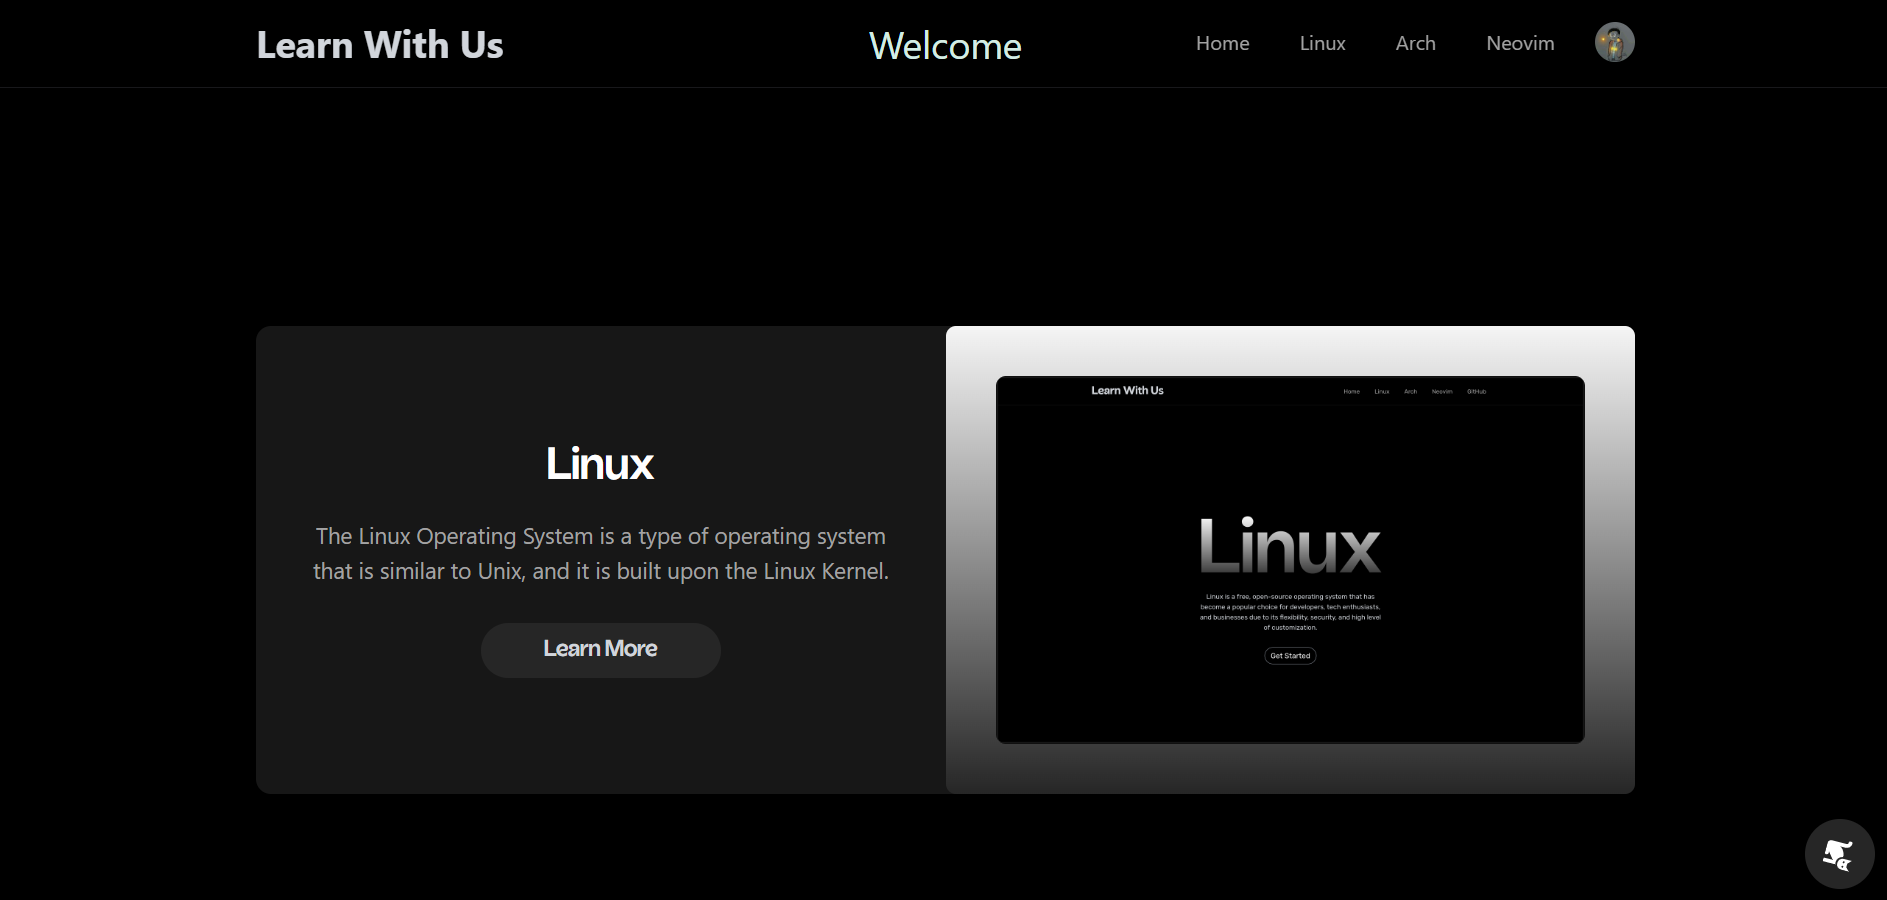 Learn With Us
Welcome
Home
Linux
Arch
Neovim
Linux
The Linux Operating System is a type of operating system
that is similar to Unix, and it is built upon the Linux Kernel.
Learn More
Learn With Us
Home
Linux
Arch
Neovim
GitHub
Linux
Linux is a free, open-source operating system that has
become a popular choice for developers, tech enthusiasts,
and businesses due to its flexibility, security, and high level
of customization.
Get Started